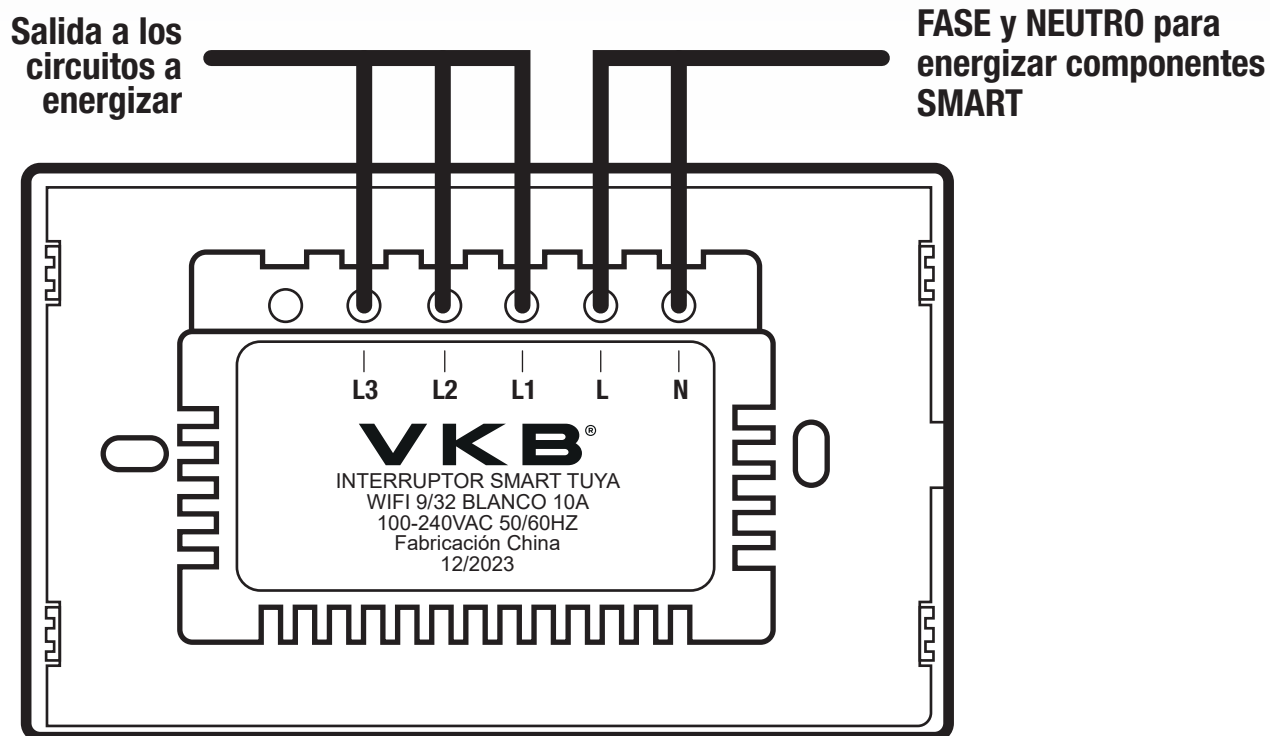 Salida a los
circuitos a
energizar
FASE y NEUTRO para
energizar componentes
SMART
L3 L2 L1 L N
VKB®
INTERRUPTOR SMART TUYA
WIFI 9/32 BLANCO 10A
100-240VAC 50/60HZ
Fabricación China
12/2023